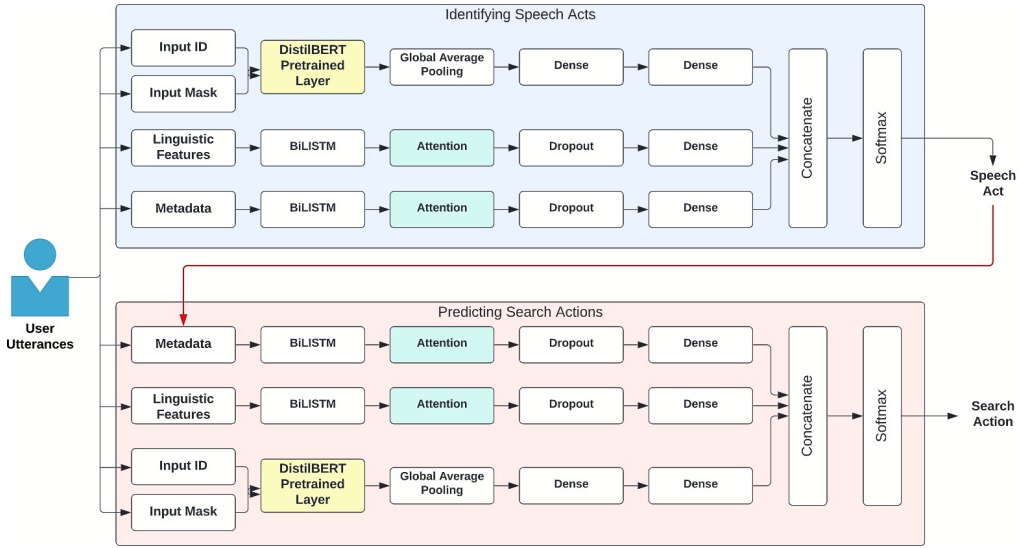 Identifying Speech Acts
Input ID
Input Mask
DistilBERT
Pretrained
Layer
Global Average
Pooling
Dense
Dense
Linguistic
Features
BiLISTM
Attention
Dropout
Dense
Metadata
BiLISTM
Attention
Dropout
Dense
Concatenate
Softmax
Speech
Act
User
Utterances
Predicting Search Actions
Metadata
BiLISTM
Attention
Dropout
Dense
Linguistic
Features
BiLISTM
Attention
Dropout
Dense
Input ID
Input Mask
DistilBERT
Pretrained
Layer
Global Average
Pooling
Dense
Dense
Concatenate
Softmax
Search
Action